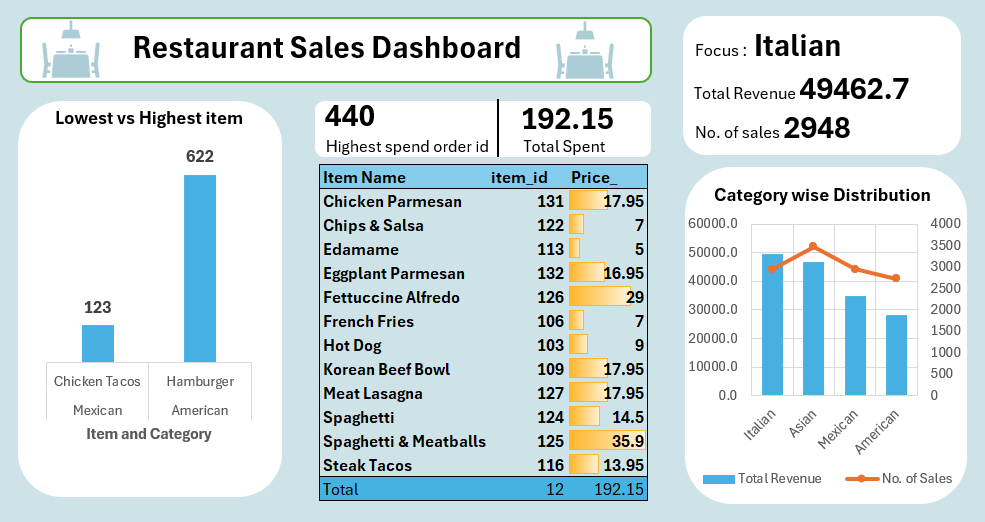 Restaurant Sales Dashboard
Focus : Italian
Total Revenue 49462.7
No. of sales 2948
Lowest vs Highest item
622
123
Chicken Tacos Hamburger
Mexican American
Item and Category
440 192.15
Highest spend order id Total Spent
Item Name item_id Price_
Chicken Parmesan 131 17.95
Chips & Salsa 122 7
Edamame 113 5
Eggplant Parmesan 132 16.95
Fettuccine Alfredo 126 29
French Fries 106 7
Hot Dog 103 9
Korean Beef Bowl 109 17.95
Meat Lasagna 127 17.95
Spaghetti 124 14.5
Spaghetti & Meatballs 125 35.9
Steak Tacos 116 13.95
Total 12 192.15
Category wise Distribution
60000.0 4000
50000.0 3500
40000.0 3000
30000.0 2500
20000.0 2000
10000.0 1500
0.0 1000
500
0
Italian Asian Mexican American
Total Revenue No. of Sales